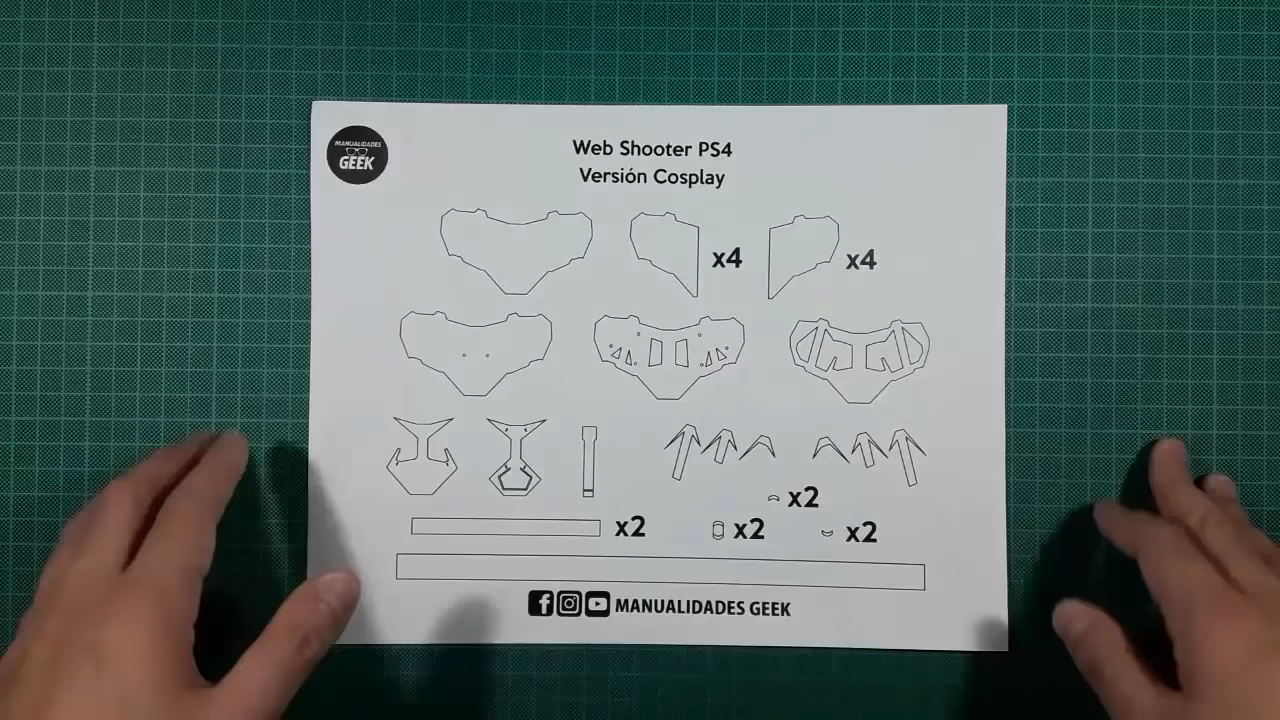 MANUALIDADES
GEEK
Web Shooter PS4
Versión Cosplay
x4
x4
x2
x2
x2
x2
MANUALIDADES GEEK